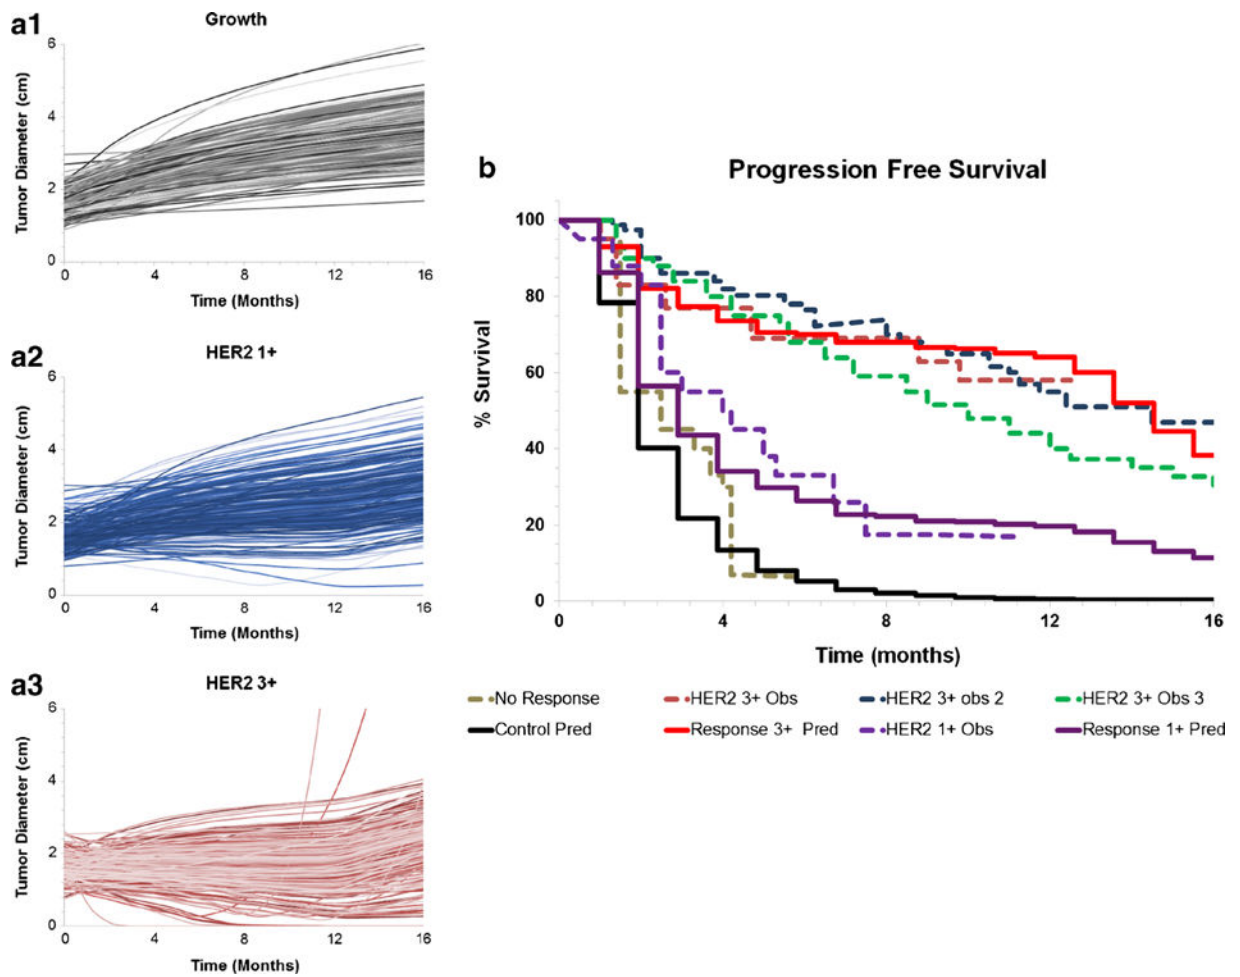 a1
Growth
6
4
2
0
Tumor Diameter (cm)
0 4 8 12 16
Time (Months)
a2
HER2 1+
6
4
2
0
Tumor Diameter (cm)
0 4 8 12 16
Time (Months)
a3
HER2 3+
6
4
2
0
Tumor Diameter (cm)
0 4 8 12 16
Time (Months)
b
Progression Free Survival
100
80
60
40
20
0
% Survival
0 4 8 12 16
Time (months)
No Response HER2 3+ Obs HER2 3+ obs 2 HER2 3+ Obs 3
Control Pred Response 3+ Pred HER2 1+ Obs Response 1+ Pred